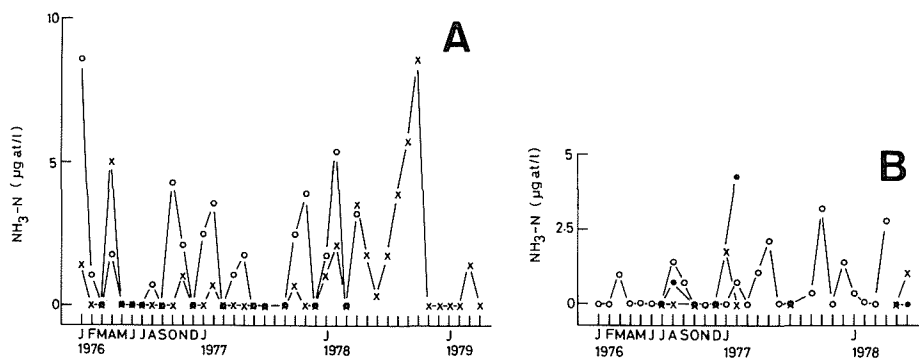 A
10
5
0
NH₃-N (µg at/l)
J F M A M J J A S O N D J J J
1976 1977 1978 1979
B
5
2.5
0
NH₃-N (µg at/l)
J F M A M J J A S O N D J J
1976 1977 1978